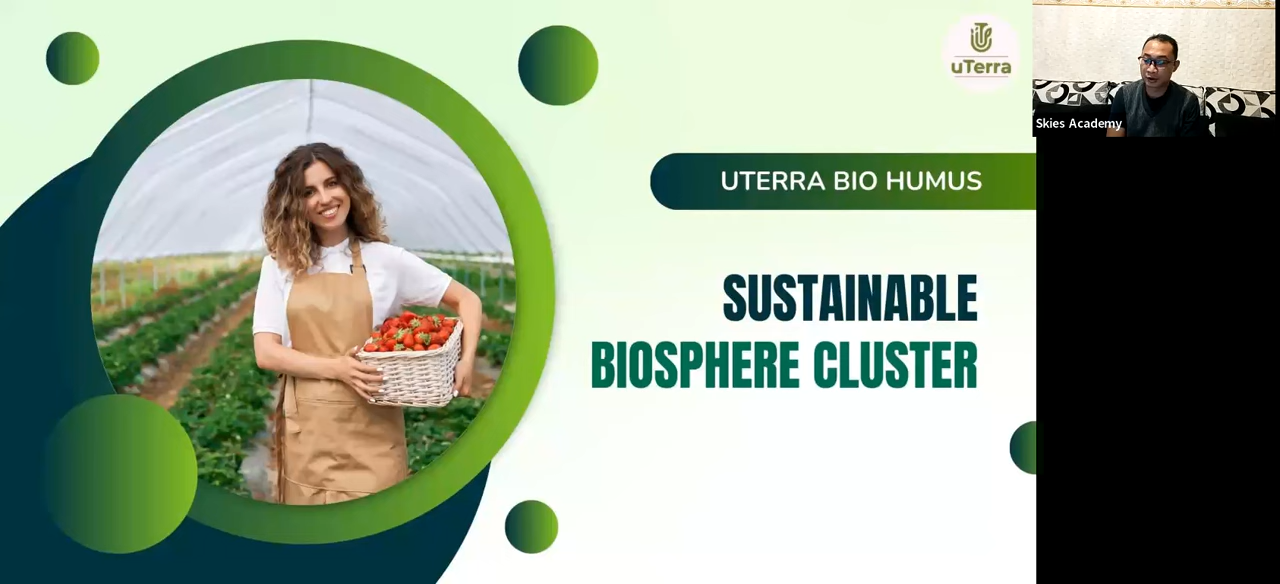 uTerra
Skies Academy
UTERRA BIO HUMUS
SUSTAINABLE
BIOSPHERE CLUSTER